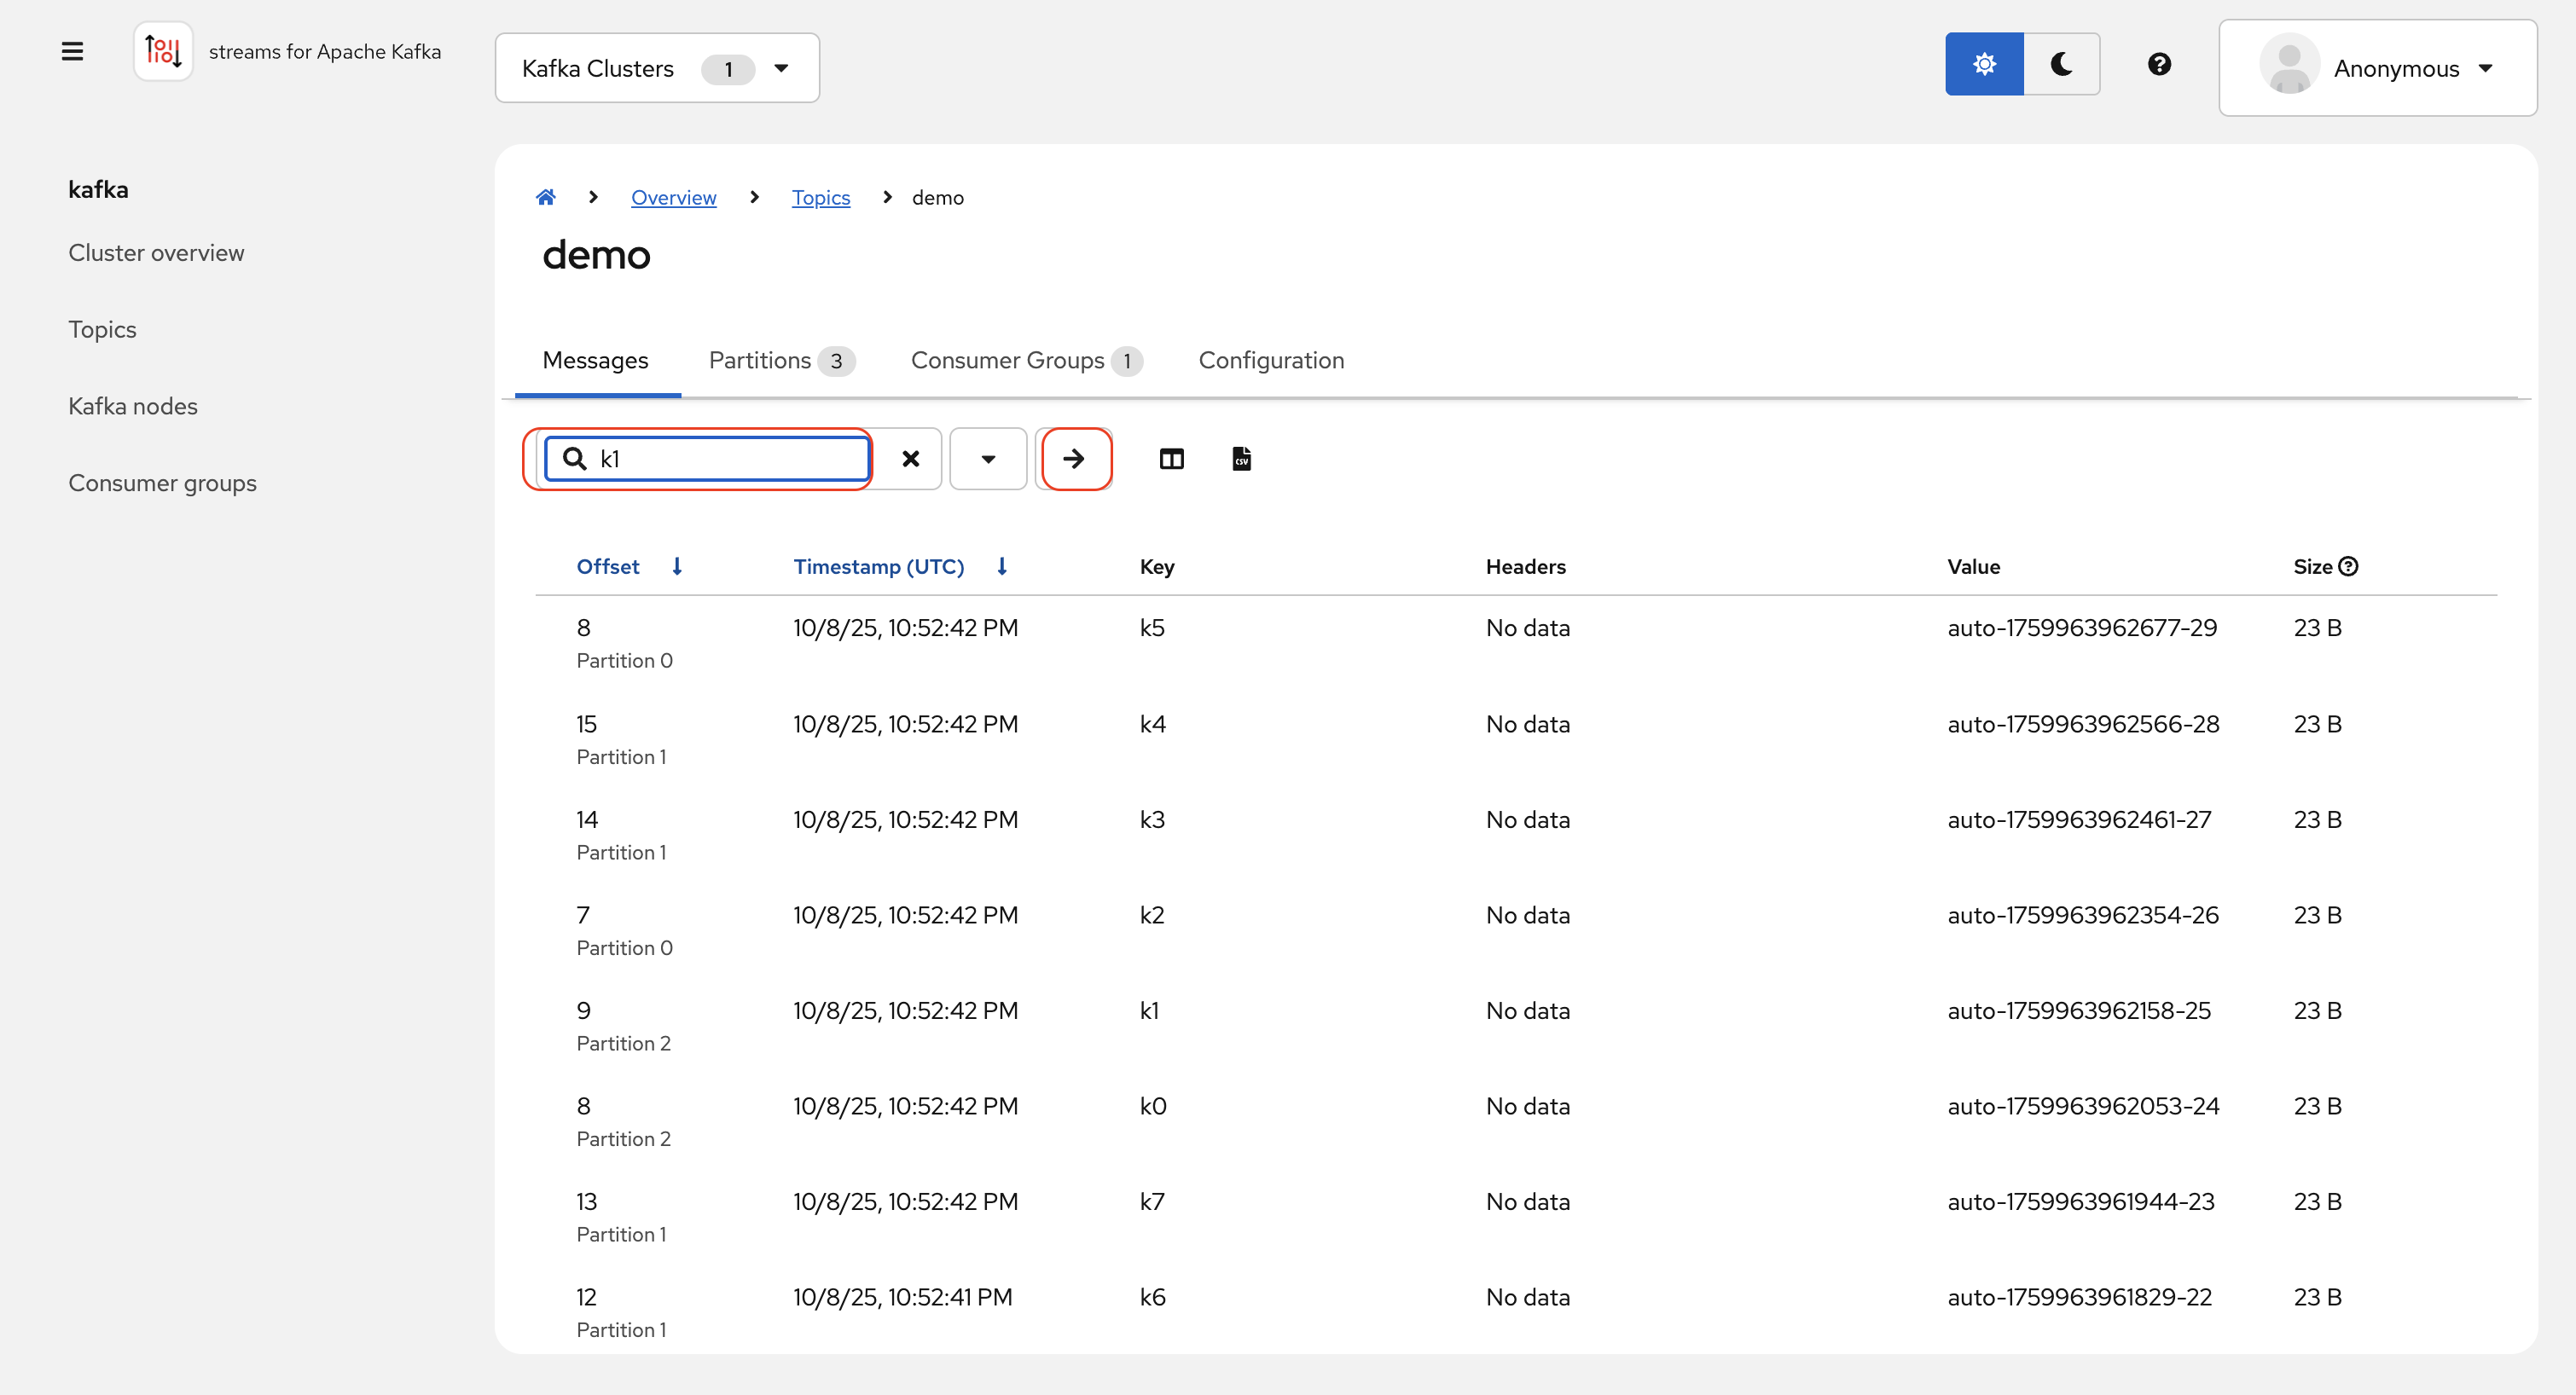 streams for Apache Kafka
Kafka Clusters 1
Anonymous
kafka
Cluster overview
Topics
Kafka nodes
Consumer groups
Overview Topics demo
demo
Messages Partitions 3 Consumer Groups 1 Configuration
k1
CSV
Offset Timestamp (UTC) Key Headers Value Size
8 10/8/25, 10:52:42 PM k5 No data auto-1759963962677-29 23 B
Partition 0
15 10/8/25, 10:52:42 PM k4 No data auto-1759963962566-28 23 B
Partition 1
14 10/8/25, 10:52:42 PM k3 No data auto-1759963962461-27 23 B
Partition 1
7 10/8/25, 10:52:42 PM k2 No data auto-1759963962354-26 23 B
Partition 0
9 10/8/25, 10:52:42 PM k1 No data auto-1759963962158-25 23 B
Partition 2
8 10/8/25, 10:52:42 PM k0 No data auto-1759963962053-24 23 B
Partition 2
13 10/8/25, 10:52:42 PM k7 No data auto-1759963961944-23 23 B
Partition 1
12 10/8/25, 10:52:41 PM k6 No data auto-1759963961829-22 23 B
Partition 1